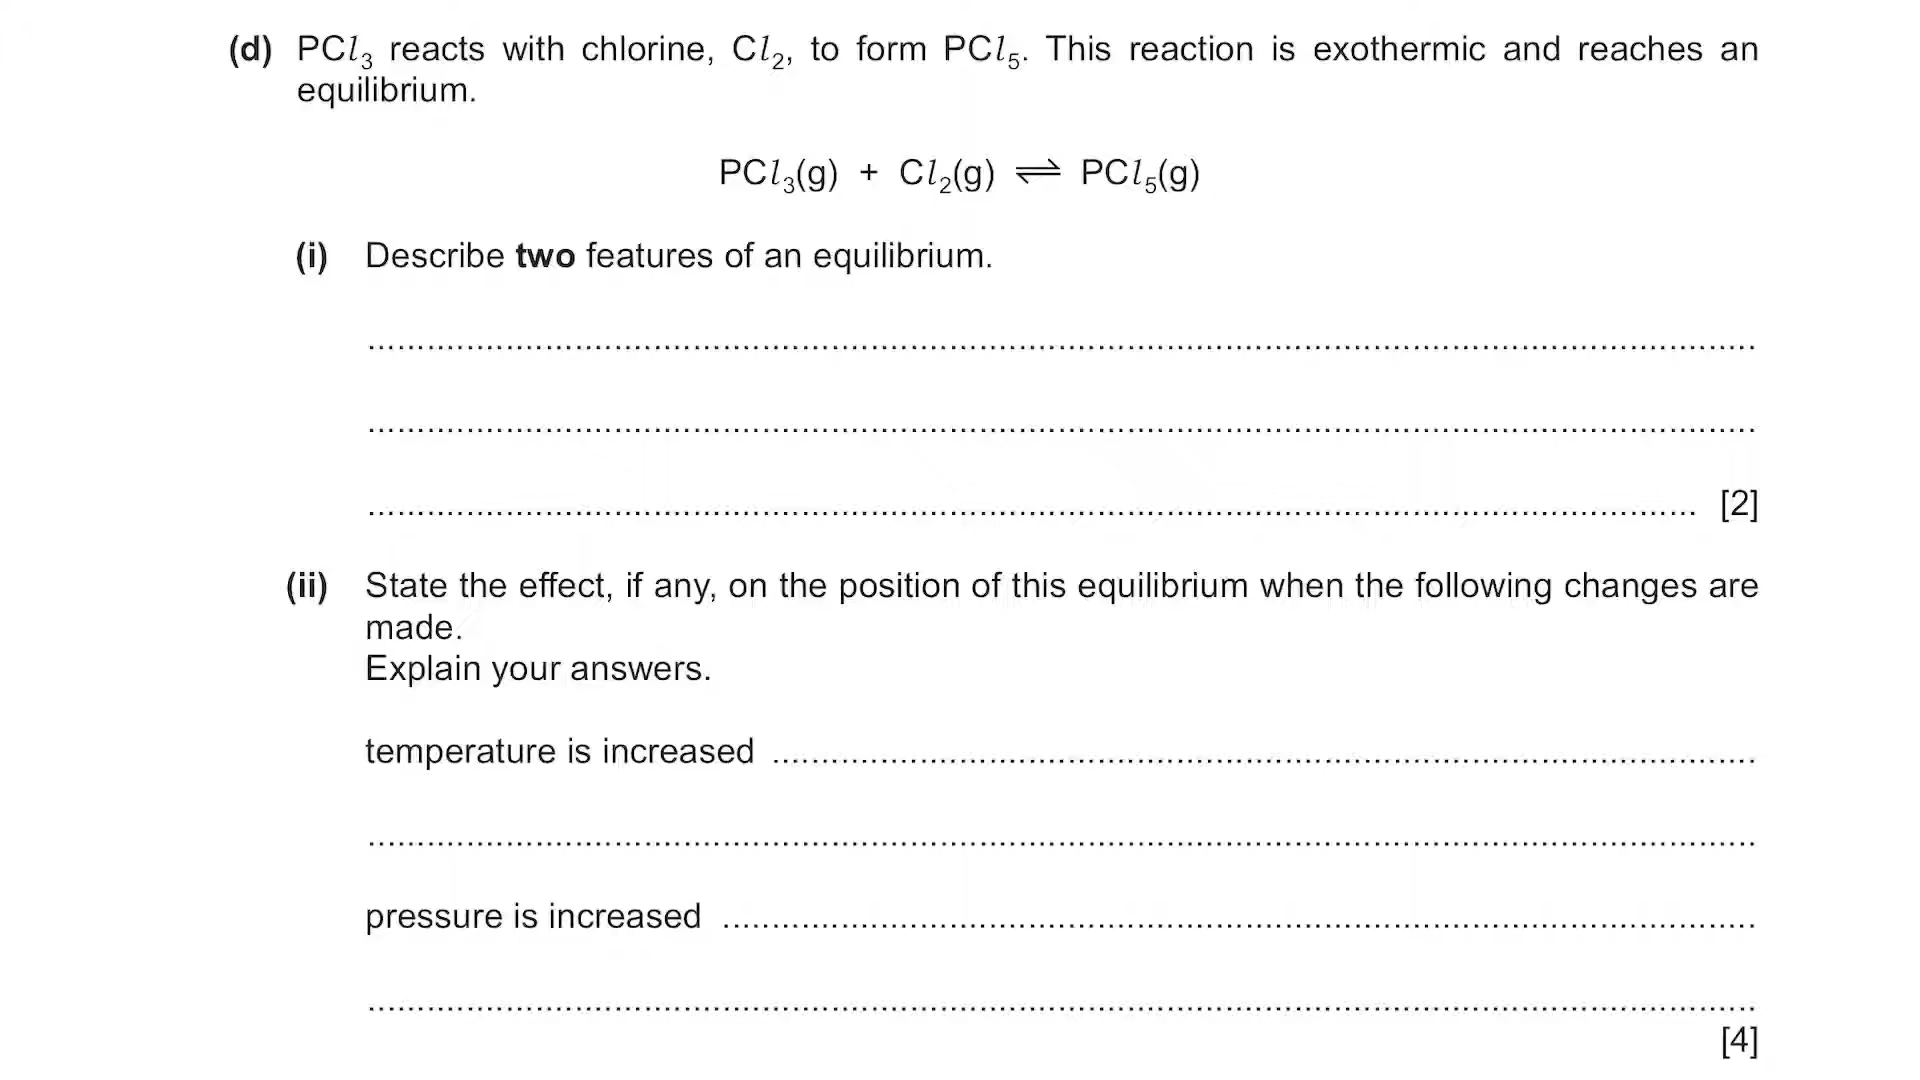 (d) PCl₃ reacts with chlorine, Cl₂, to form PCl₅. This reaction is exothermic and reaches an
equilibrium.
PCl₃(g) + Cl₂(g) ⇌ PCl₅(g)
(i) Describe two features of an equilibrium.
..........................................................................................
..........................................................................................
.......................................................................................... [2]
(ii) State the effect, if any, on the position of this equilibrium when the following changes are
made.
Explain your answers.
temperature is increased ..........................................................................................
..........................................................................................
pressure is increased ..........................................................................................
..........................................................................................
[4]